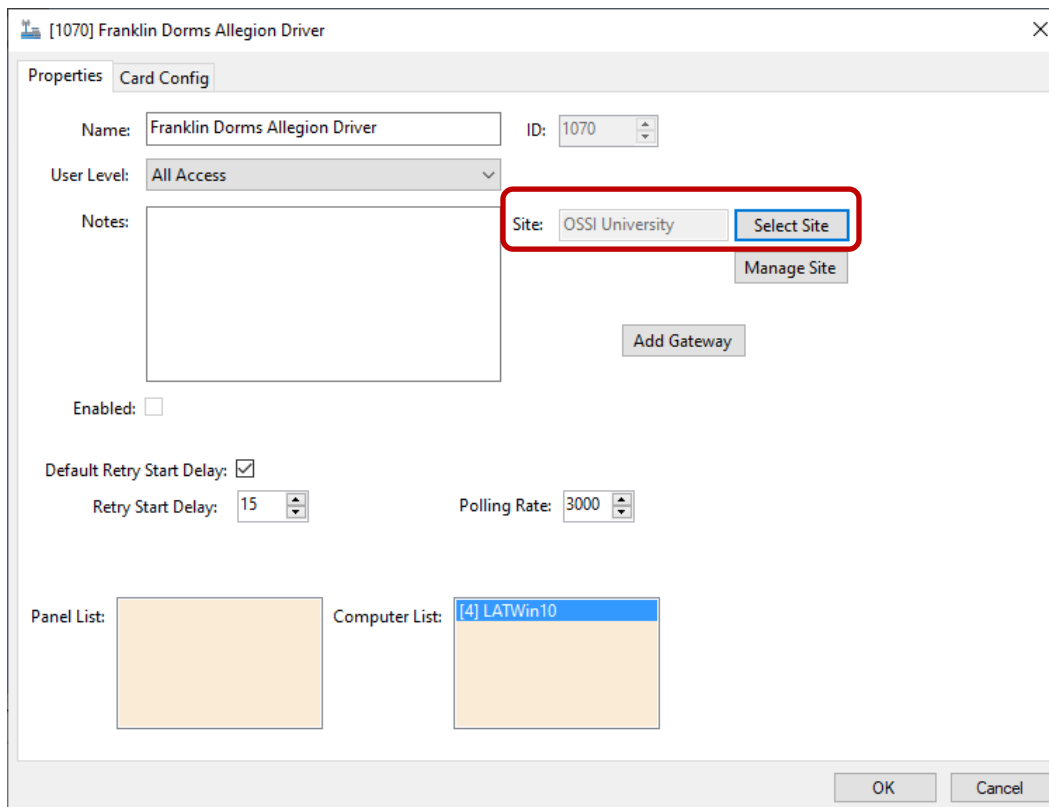 [1070] Franklin Dorms Allegion Driver
Properties Card Config
Name: Franklin Dorms Allegion Driver ID: 1070
User Level: All Access
Notes: Site: OSSI University Select Site
Manage Site
Add Gateway
Enabled:
Default Retry Start Delay:
Retry Start Delay: 15 Polling Rate: 3000
Panel List: Computer List: [4] LATWin10
OK Cancel